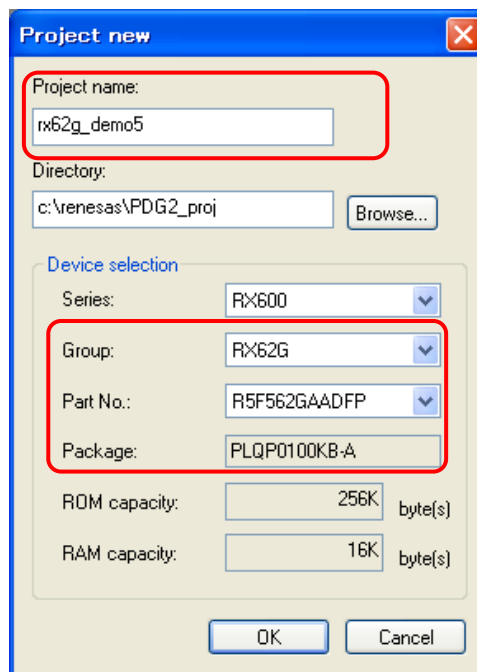 Project new
Project name:
rx62g_demo5
Directory:
c:\renesas\PDG2_proj
Browse...
Device selection
Series:
RX600
Group:
RX62G
Part No.:
R5F562GAADFP
Package:
PLQP0100KB-A
ROM capacity:
256K
byte(s)
RAM capacity:
16K
byte(s)
OK
Cancel